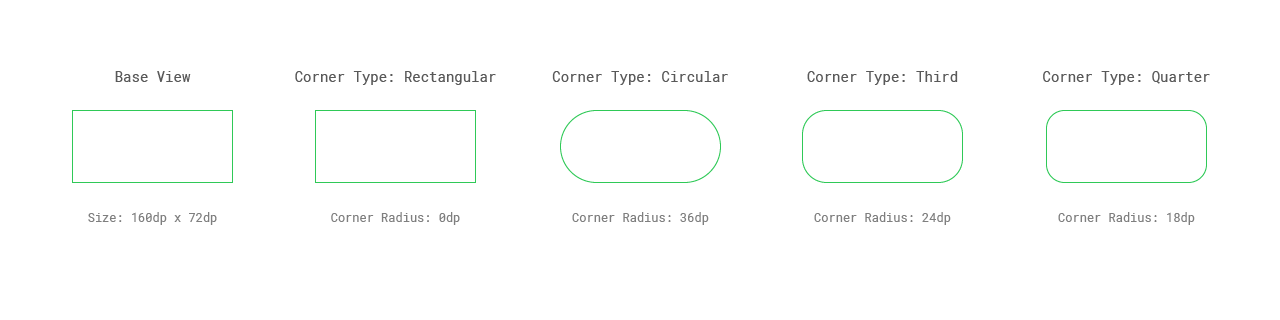 Base View
Corner Type: Rectangular
Corner Type: Circular
Corner Type: Third
Corner Type: Quarter
Size: 160dp x 72dp
Corner Radius: 0dp
Corner Radius: 36dp
Corner Radius: 24dp
Corner Radius: 18dp